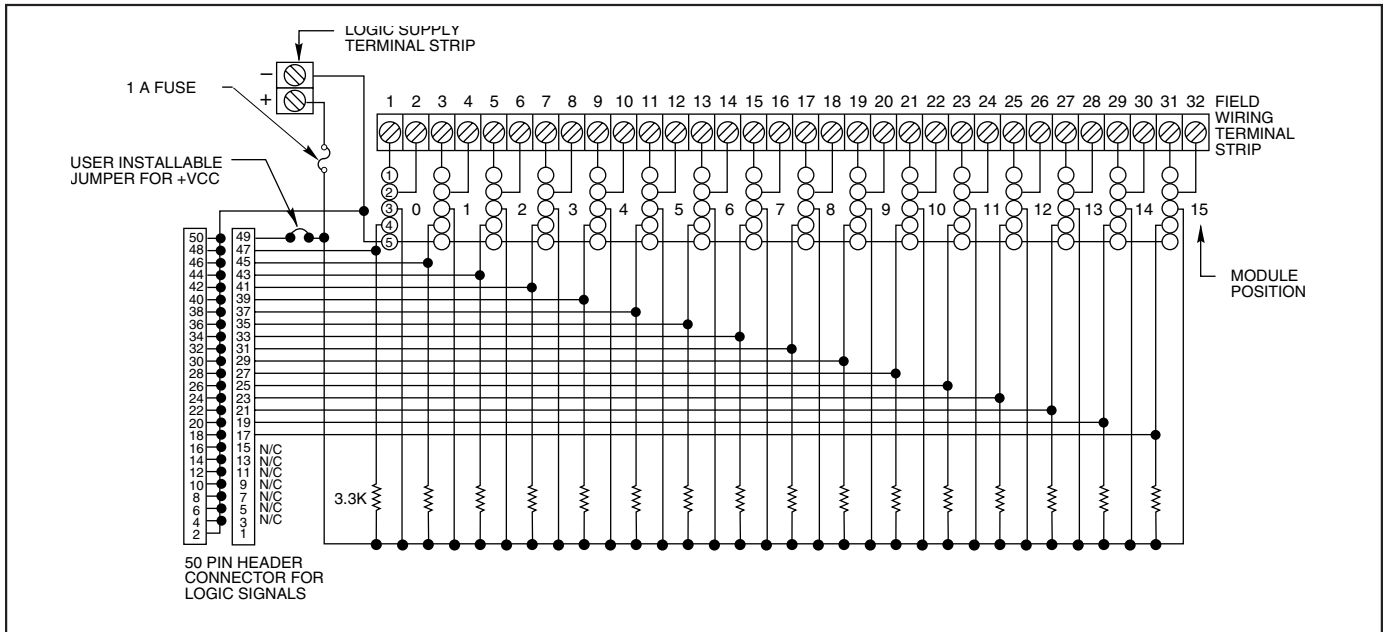 LOGIC SUPPLY
TERMINAL STRIP
1 A FUSE
–
+
1 2 3 4 5 6 7 8 9 10 11 12 13 14 15 16 17 18 19 20 21 22 23 24 25 26 27 28 29 30 31 32
FIELD
WIRING
TERMINAL
STRIP
USER INSTALLABLE
JUMPER FOR +VCC
1
2
3
4
5
0 1 2 3 4 5 6 7 8 9 10 11 12 13 14 15
MODULE
POSITION
50 49
48 47
46 45
44 43
42 41
40 39
38 37
36 35
34 33
32 31
30 29
28 27
26 25
24 23
22 21
20 19
18 17
16 15 N/C
14 13 N/C
12 11 N/C
10 9 N/C
8 7 N/C
6 5 N/C
4 3 N/C
2 1
3.3K
50 PIN HEADER
CONNECTOR FOR
LOGIC SIGNALS